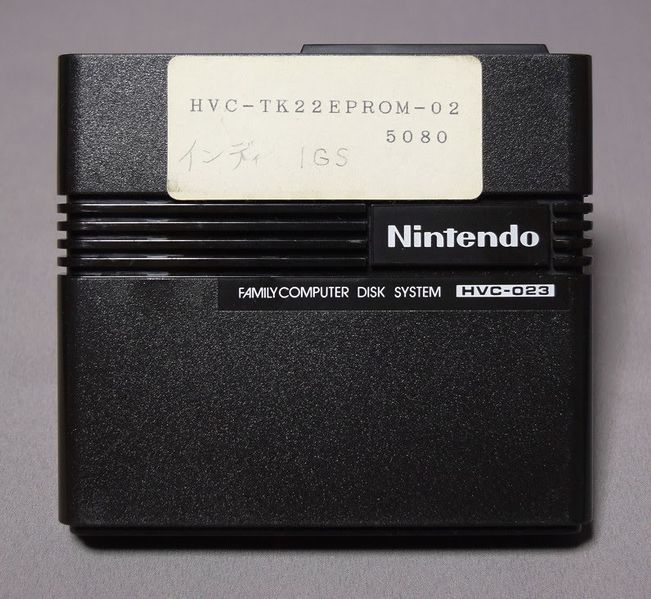 HVC-TK22EPROM-02
5080
インディ IGS
Nintendo
FAMILY COMPUTER DISK SYSTEM HVC-023